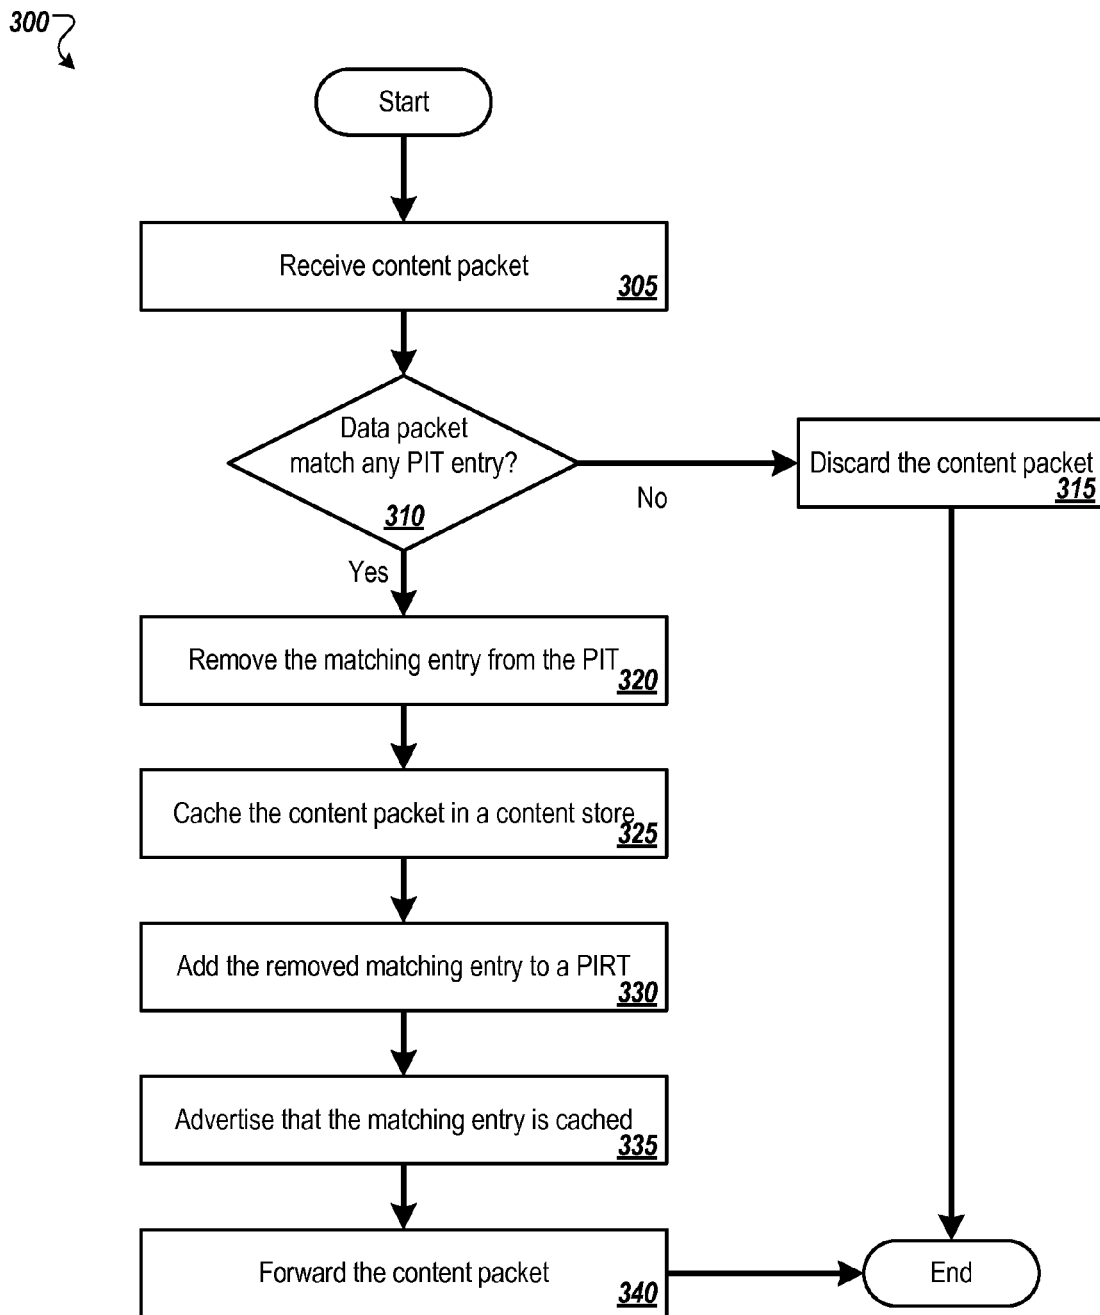 300
Start
Receive content packet
305
Data packet
match any PIT entry?
310
No
Discard the content packet
315
Yes
Remove the matching entry from the PIT
320
Cache the content packet in a content store
325
Add the removed matching entry to a PIRT
330
Advertise that the matching entry is cached
335
Forward the content packet
340
End